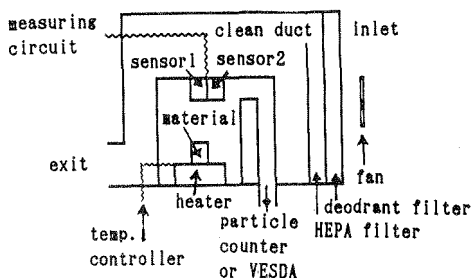 measuring
circuit
clean duct
inlet
sensor1
sensor2
material
exit
heater
fan
deodrant filter
HEPA filter
temp.
controller
particle
counter
or VESDA